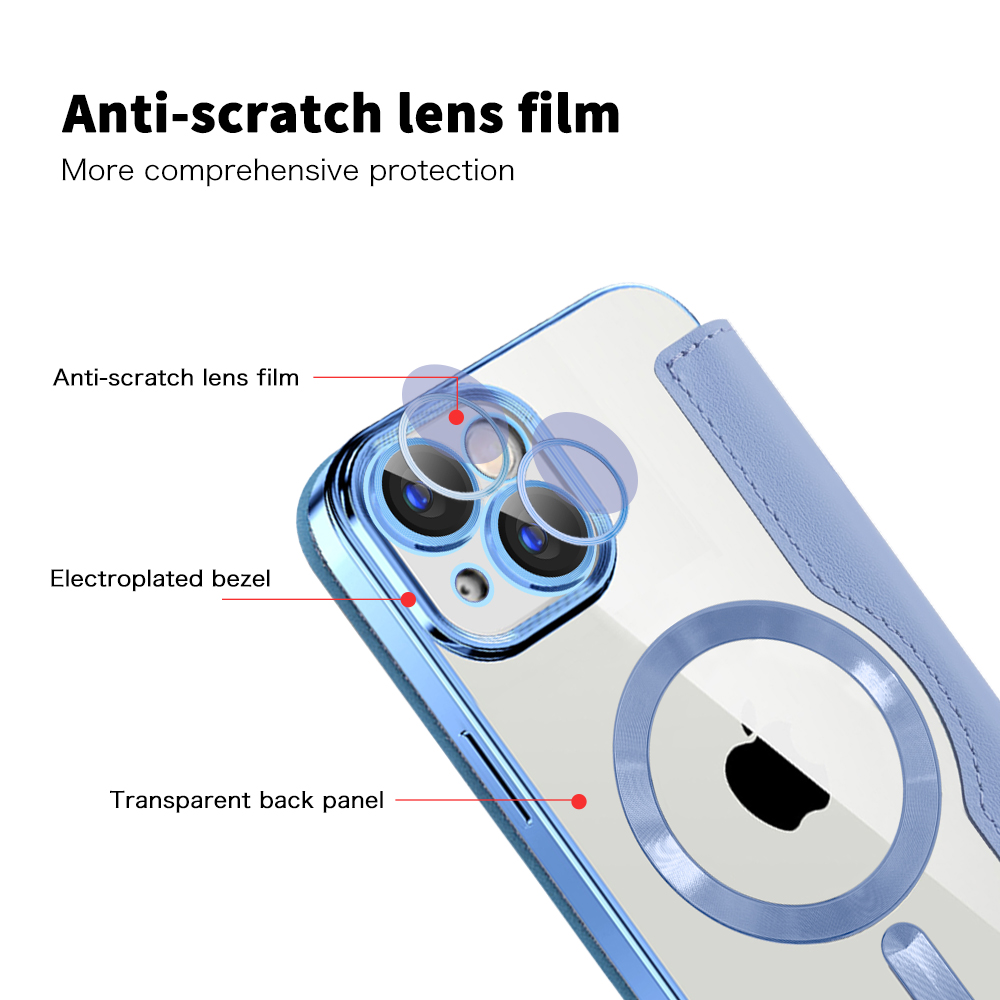 Anti-scratch lens film
More comprehensive protection
Anti-scratch lens film
Electroplated bezel
Transparent back panel